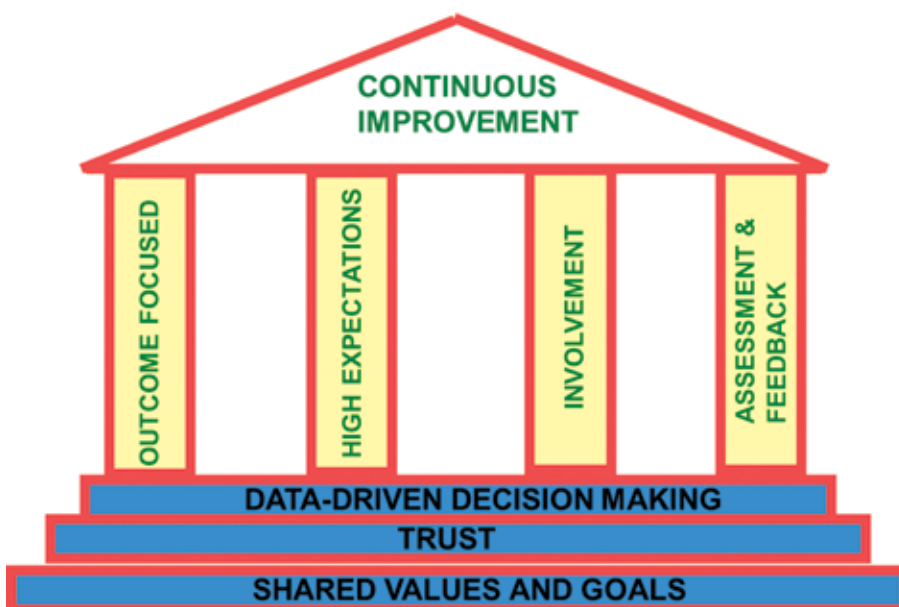 CONTINUOUS
IMPROVEMENT
OUTCOME FOCUSED
HIGH EXPECTATIONS
INVOLVEMENT
ASSESSMENT &
FEEDBACK
DATA-DRIVEN DECISION MAKING
TRUST
SHARED VALUES AND GOALS